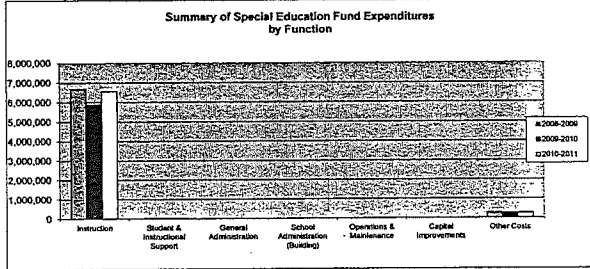 Summary of Special Education Fund Expenditures
by Function
8,000,000
7,000,000
6,000,000
5,000,000
4,000,000
3,000,000
2,000,000
1,000,000
0
Instruction
Student &
Instructional
Support
General
Administration
School
Administration
(Building)
Operations &
Maintenance
Capital
Improvements
Other Costs
2008-2009
2009-2010
2010-2011